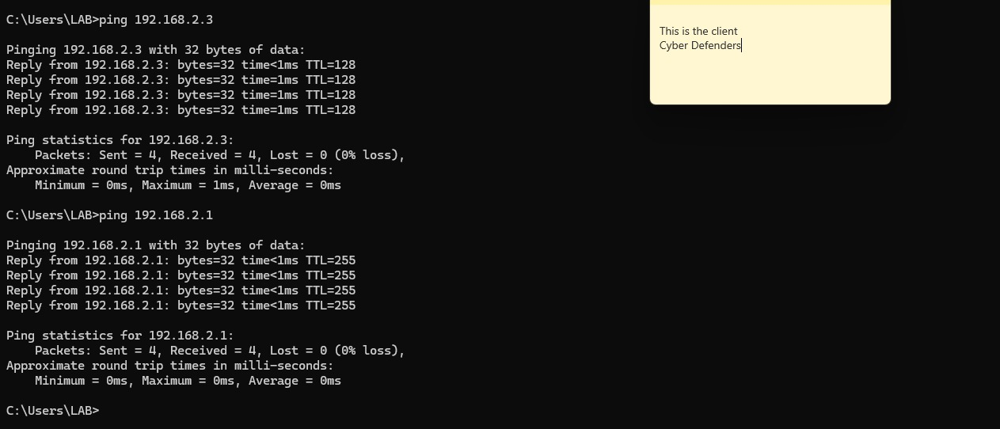 C:\Users\LAB>ping 192.168.2.3
Pinging 192.168.2.3 with 32 bytes of data:
Reply from 192.168.2.3: bytes=32 time<1ms TTL=128
Reply from 192.168.2.3: bytes=32 time=1ms TTL=128
Reply from 192.168.2.3: bytes=32 time=1ms TTL=128
Reply from 192.168.2.3: bytes=32 time=1ms TTL=128
Ping statistics for 192.168.2.3:
    Packets: Sent = 4, Received = 4, Lost = 0 (0% loss),
Approximate round trip times in milli-seconds:
    Minimum = 0ms, Maximum = 1ms, Average = 0ms
C:\Users\LAB>ping 192.168.2.1
Pinging 192.168.2.1 with 32 bytes of data:
Reply from 192.168.2.1: bytes=32 time<1ms TTL=255
Reply from 192.168.2.1: bytes=32 time<1ms TTL=255
Reply from 192.168.2.1: bytes=32 time<1ms TTL=255
Reply from 192.168.2.1: bytes=32 time<1ms TTL=255
Ping statistics for 192.168.2.1:
    Packets: Sent = 4, Received = 4, Lost = 0 (0% loss),
Approximate round trip times in milli-seconds:
    Minimum = 0ms, Maximum = 0ms, Average = 0ms
C:\Users\LAB>
This is the client
Cyber Defenders